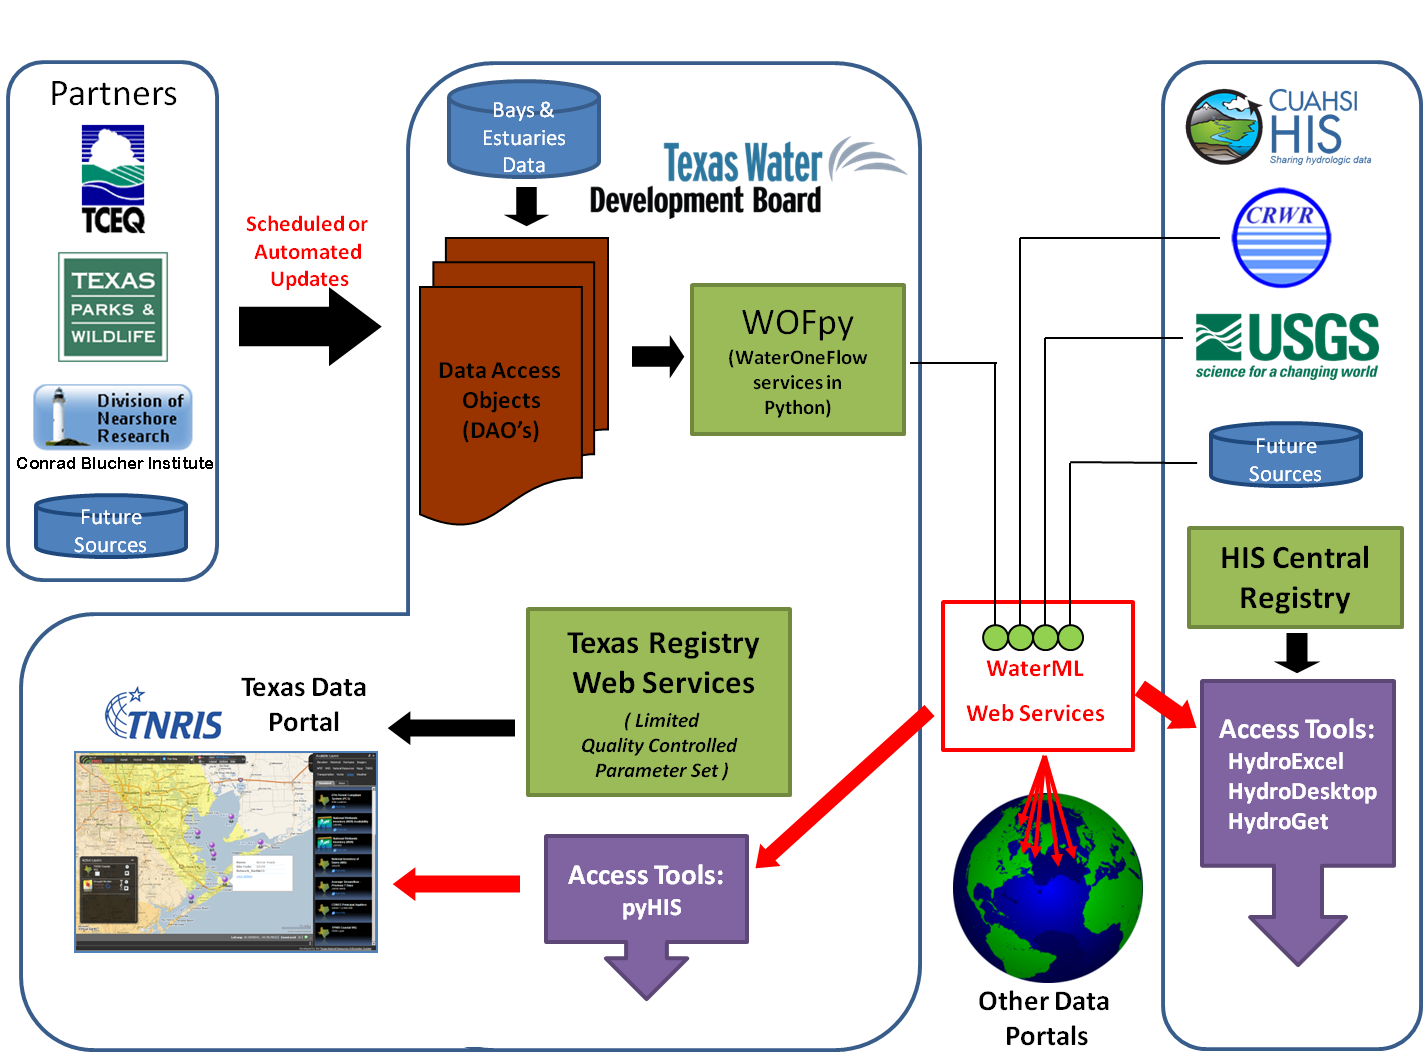 Partners
TCEQ
TEXAS
PARKS &
WILDLIFE
Division of
Nearshore
Research
Conrad Blucher Institute
Future
Sources
Scheduled or
Automated
Updates
Bays &
Estuaries
Data
Texas Water
Development Board
Data Access
Objects
(DAO's)
WOFpy
(WaterOneFlow
services in
Python)
CUAHSI
HIS
Sharing hydrologic data
CRWR
USGS
science for a changing world
Future
Sources
HIS Central
Registry
Access Tools:
HydroExcel
HydroDesktop
HydroGet
WaterML
Web Services
Other Data
Portals
Texas Registry
Web Services
( Limited
Quality Controlled
Parameter Set )
Texas Data
Portal
TNRIS
Access Tools:
pyHIS